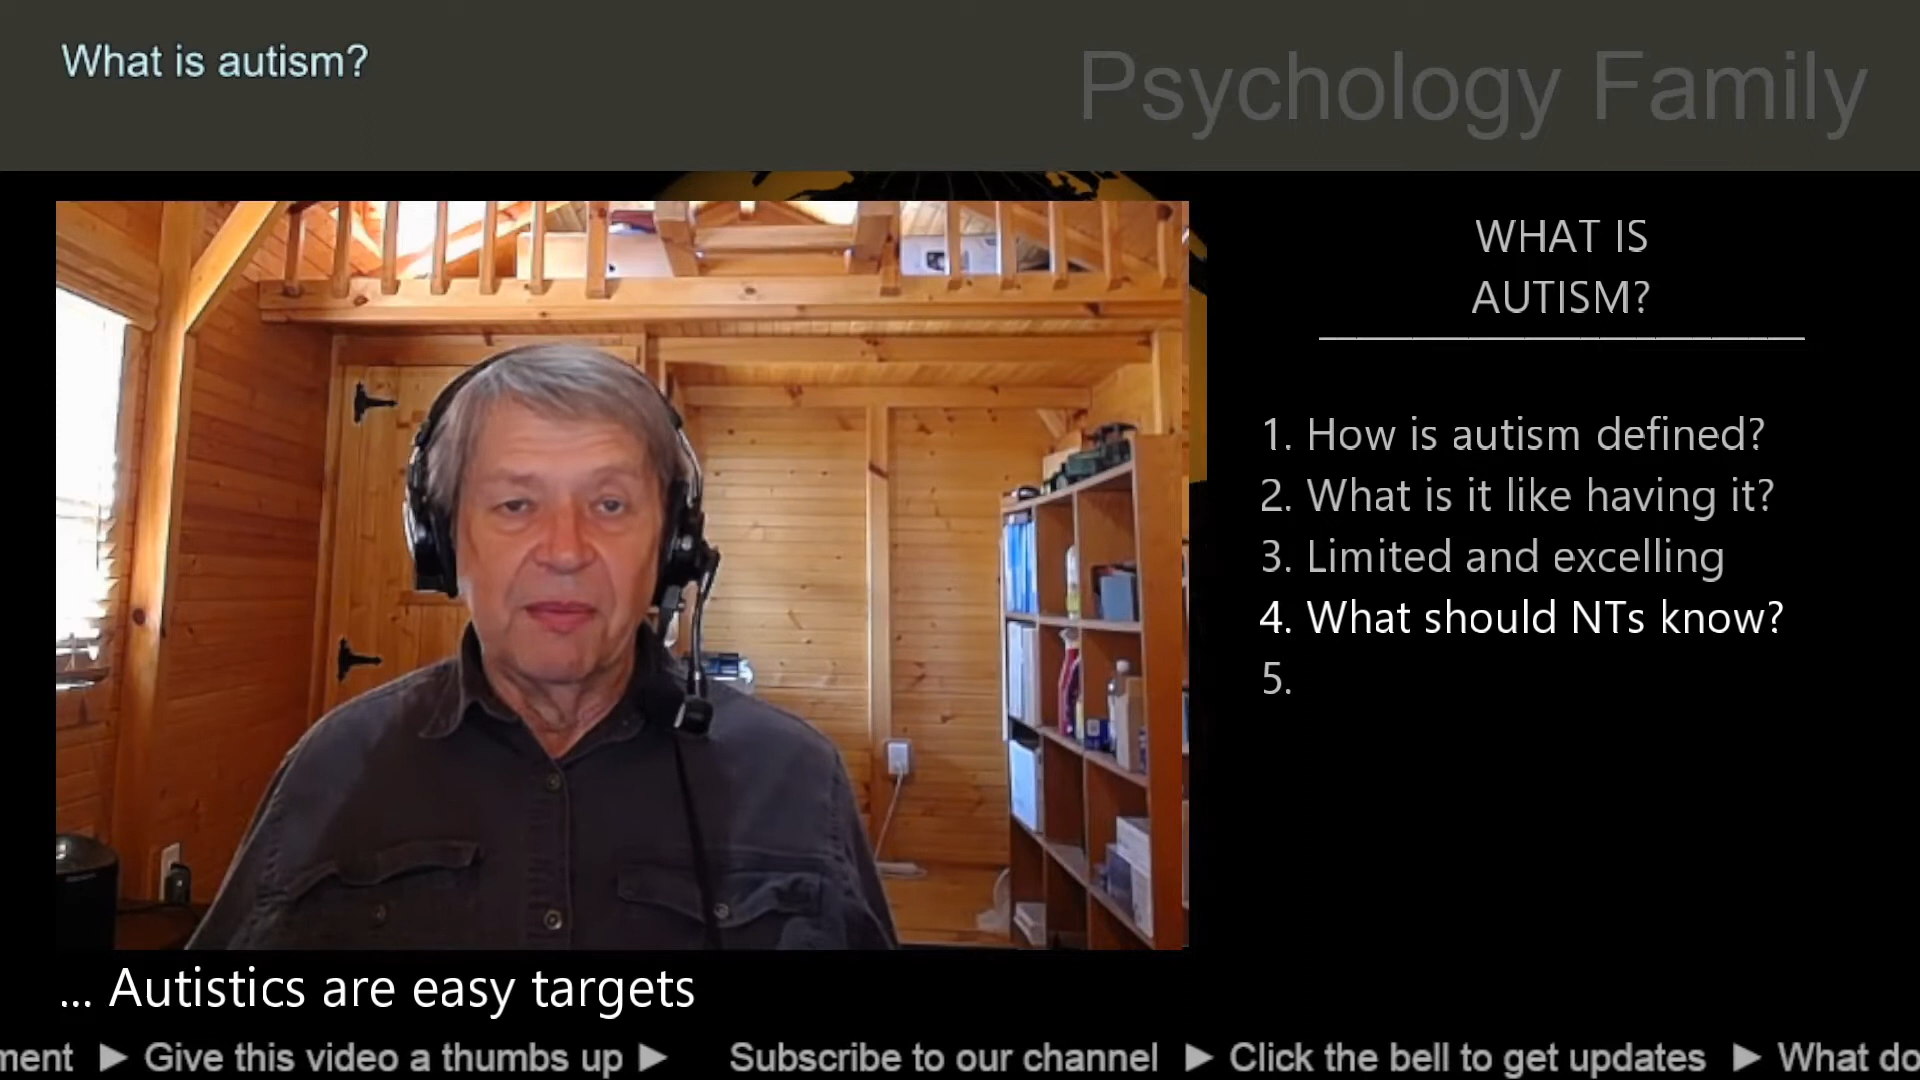 What is autism?
Psychology Family
WHAT IS
AUTISM?
1. How is autism defined?
2. What is it like having it?
3. Limited and excelling
4. What should NTs know?
5.
... Autistics are easy targets
ment ▶ Give this video a thumbs up ▶ Subscribe to our channel ▶ Click the bell to get updates ▶ What do